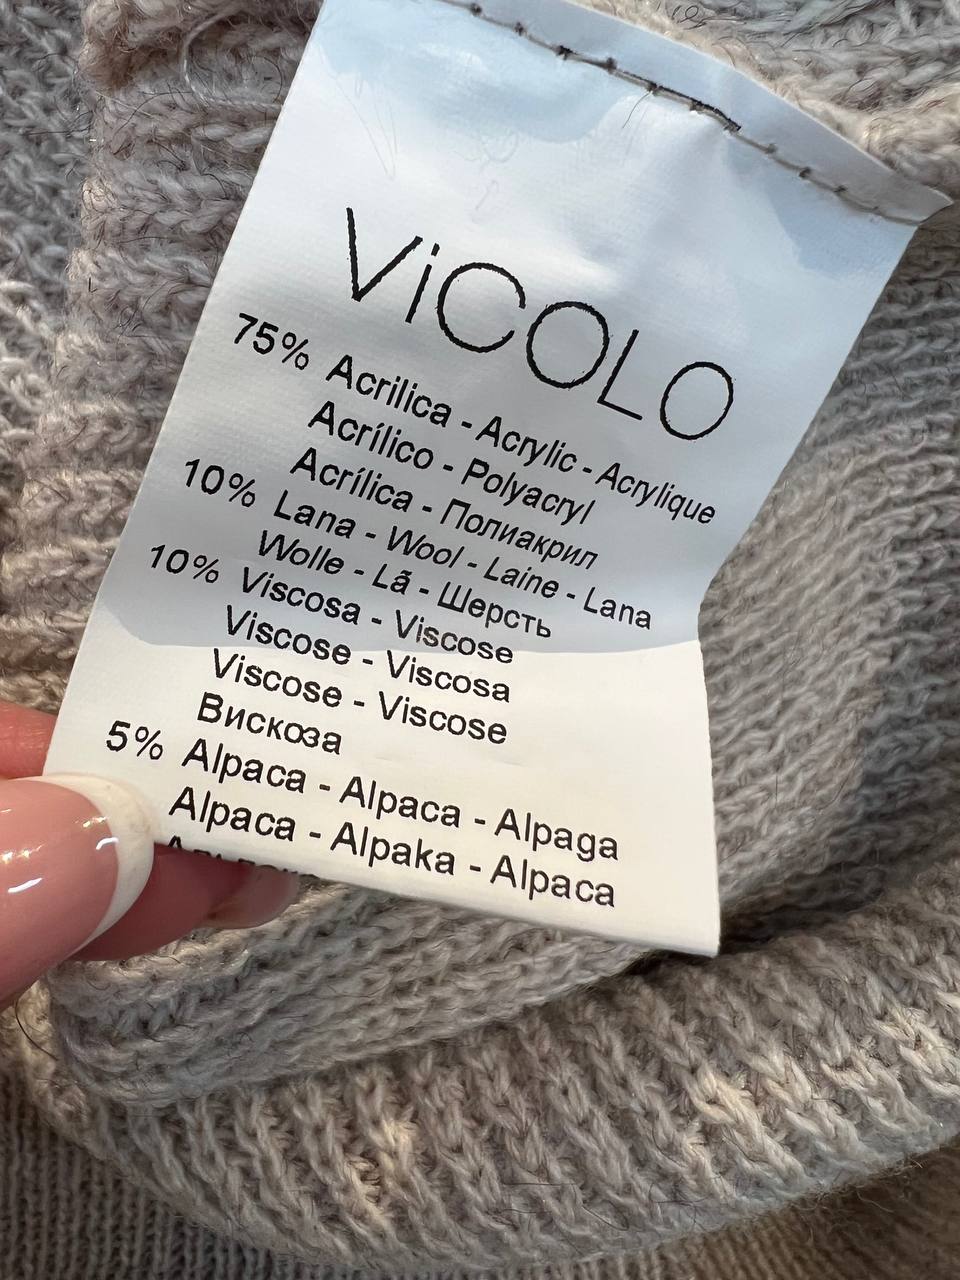 ViCOLO
75% Acrilica - Acrylic - Acrylique
Acrílico - Polyacryl
Acrílica - Полиакрил
10% Lana - Wool - Laine - Lana
Wolle - Lã - Шерсть
10% Viscosa - Viscose
Viscose - Viscosa
Viscose - Viscose
Вискоза
5% Alpaca - Alpaca - Alpaga
Alpaca - Alpaka - Alpaca